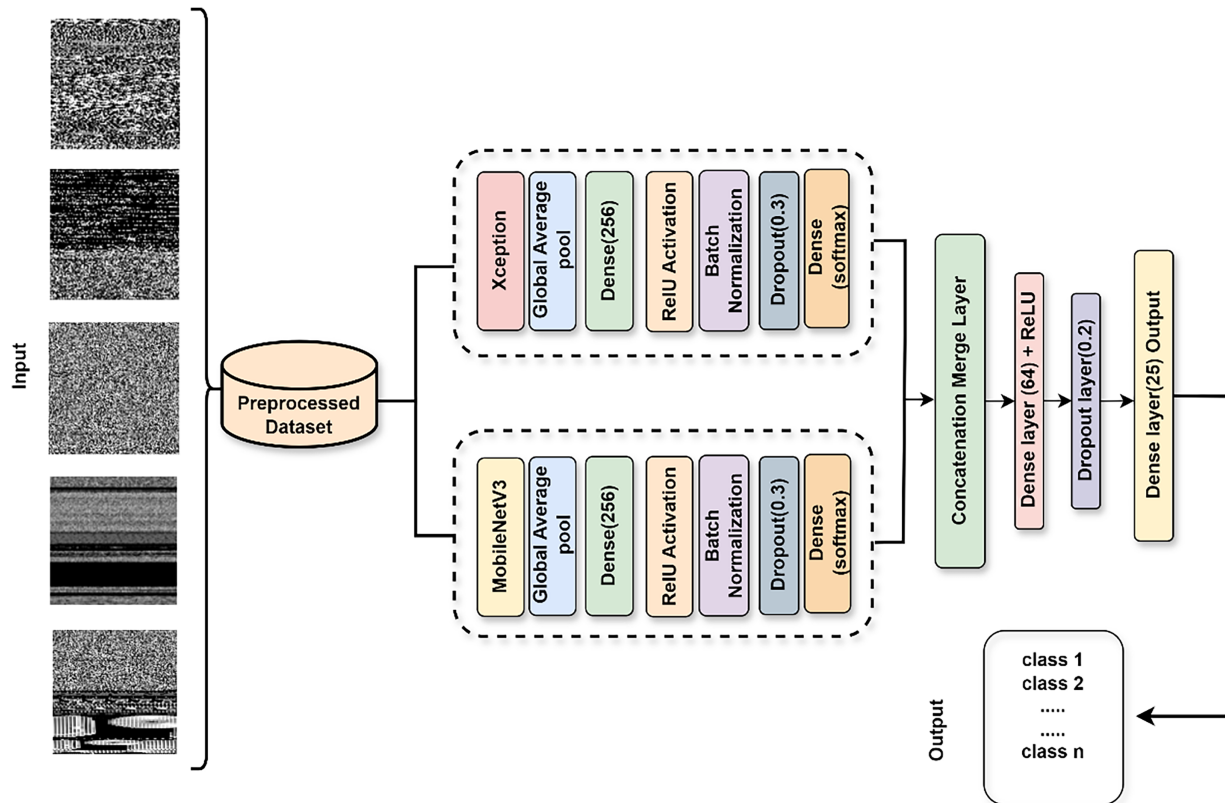 Input
Preprocessed
Dataset
Xception
Global Average
pool
Dense(256)
RelU Activation
Batch
Normalization
Dropout(0.3)
Dense
(softmax)
MobileNetV3
Global Average
pool
Dense(256)
RelU Activation
Batch
Normalization
Dropout(0.3)
Dense
(softmax)
Concatenation Merge Layer
Dense layer (64) + ReLU
Dropout layer(0.2)
Dense layer(25) Output
Output
class 1
class 2
.....
.....
class n